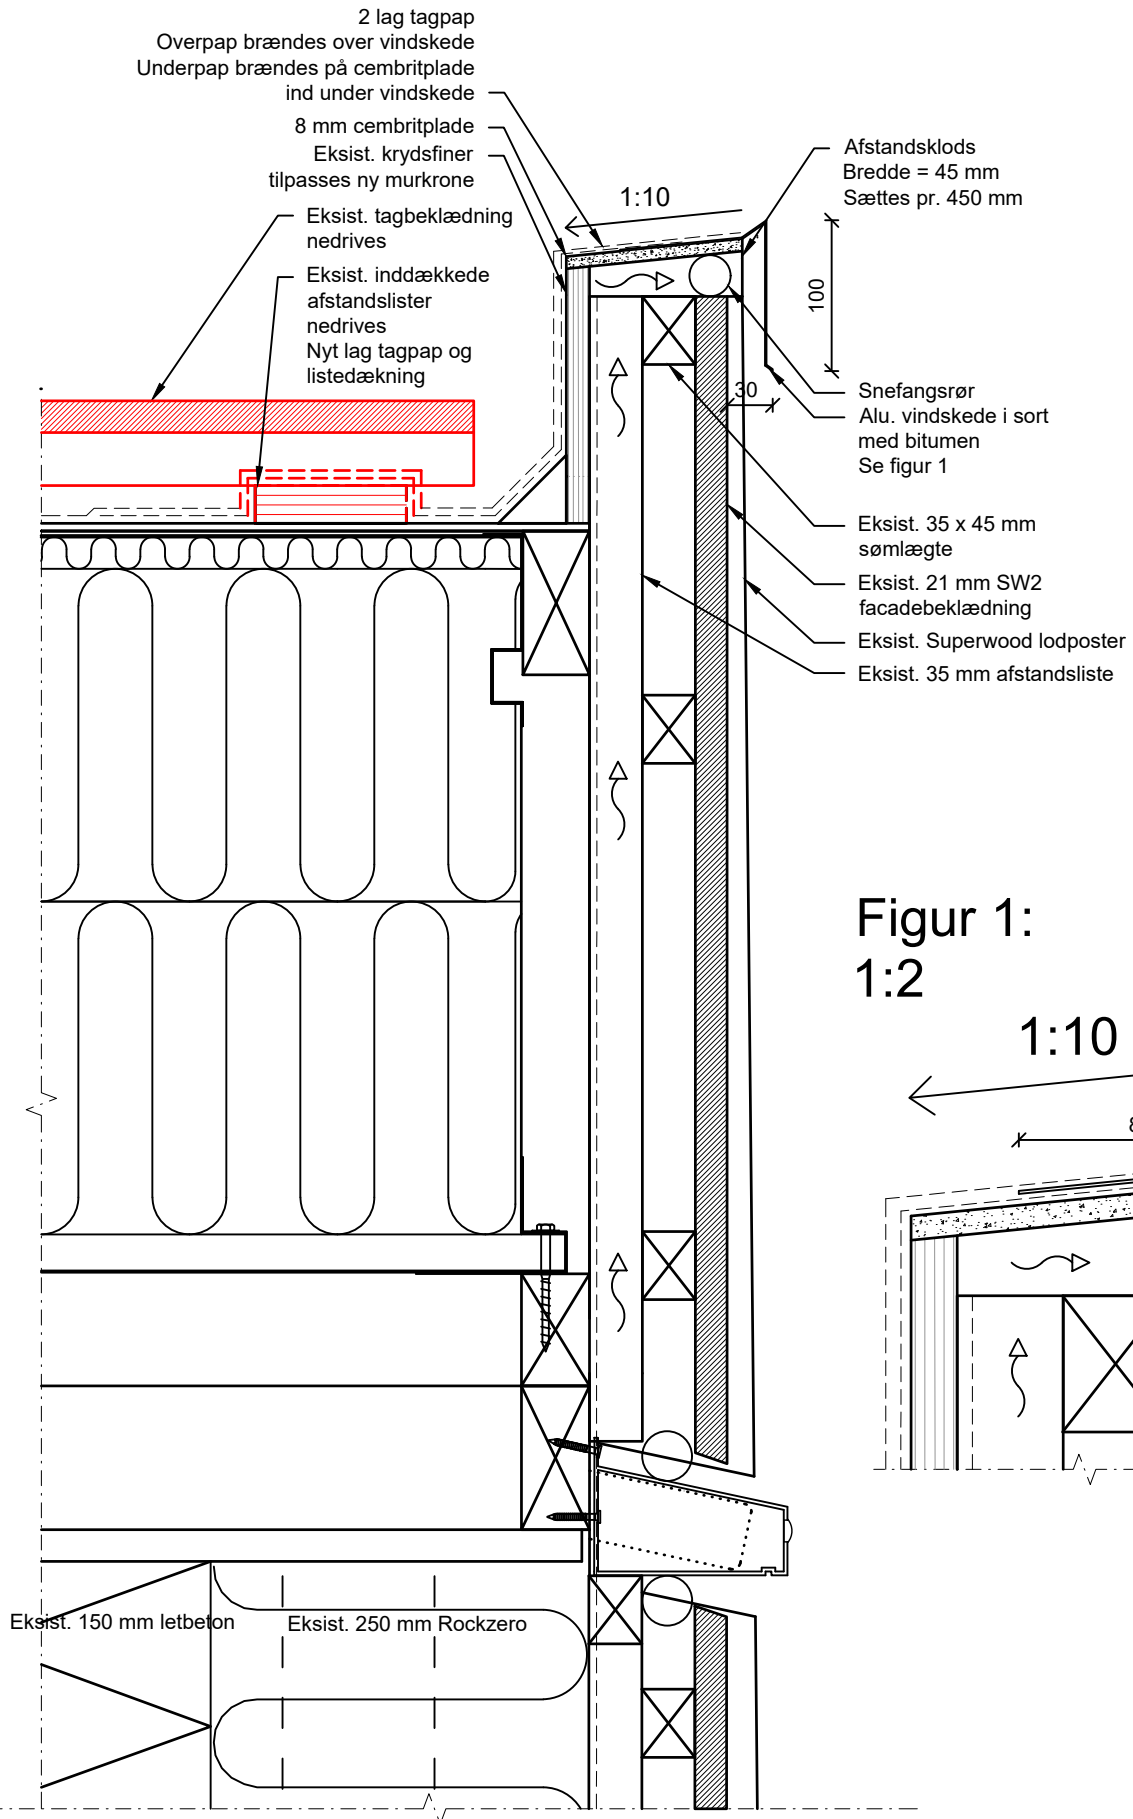 2 lag tagpap
Overpap brændes over vindskede
Underpap brændes på cembritplade
ind under vindskede
8 mm cembritplade
Eksist. krydsfiner
tilpasses ny murkrone
Eksist. tagbeklædning
nedrives
Eksist. inddækkede
afstandslister
nedrives
Nyt lag tagpap og
listedækning
1:10
Afstandsklods
Bredde = 45 mm
Sættes pr. 450 mm
100
30
Snefangsrør
Alu. vindskede i sort
med bitumen
Se figur 1
Eksist. 35 x 45 mm
sømlægte
Eksist. 21 mm SW2
facadebeklædning
Eksist. Superwood lodposter
Eksist. 35 mm afstandsliste
Figur 1:
1:2
1:10
Eksist. 150 mm letbeton
Eksist. 250 mm Rockzero